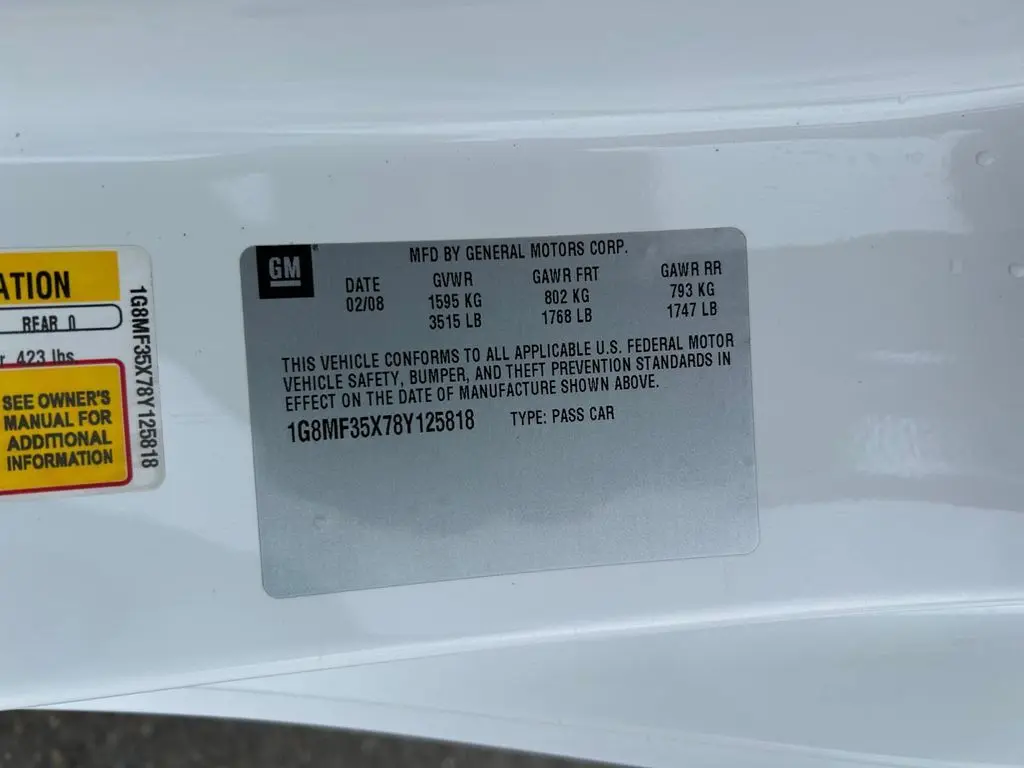 ATION
REAR 0
423 lbs.
SEE OWNER'S
MANUAL FOR
ADDITIONAL
INFORMATION
1G8MF35X78Y125818
GM
MFD BY GENERAL MOTORS CORP.
DATE GVWR GAWR FRT GAWR RR
02/08 1595 KG 802 KG 793 KG
3515 LB 1768 LB 1747 LB
THIS VEHICLE CONFORMS TO ALL APPLICABLE U.S. FEDERAL MOTOR
VEHICLE SAFETY, BUMPER, AND THEFT PREVENTION STANDARDS IN
EFFECT ON THE DATE OF MANUFACTURE SHOWN ABOVE.
1G8MF35X78Y125818 TYPE: PASS CAR